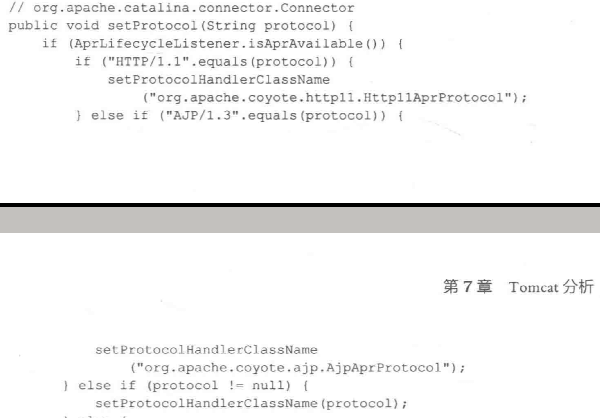 // org.apache.catalina.connector.Connector
public void setProtocol(String protocol) {
if (AprLifecycleListener.isAprAvailable()) {
if ("HTTP/1.1".equals(protocol)) {
setProtocolHandlerClassName
("org.apache.coyote.http11.Http11AprProtocol");
} else if ("AJP/1.3".equals(protocol)) {
第 7 章 Tomcat 分析
setProtocolHandlerClassName
("org.apache.coyote.ajp.AjpAprProtocol");
} else if (protocol != null) {
setProtocolHandlerClassName(protocol);